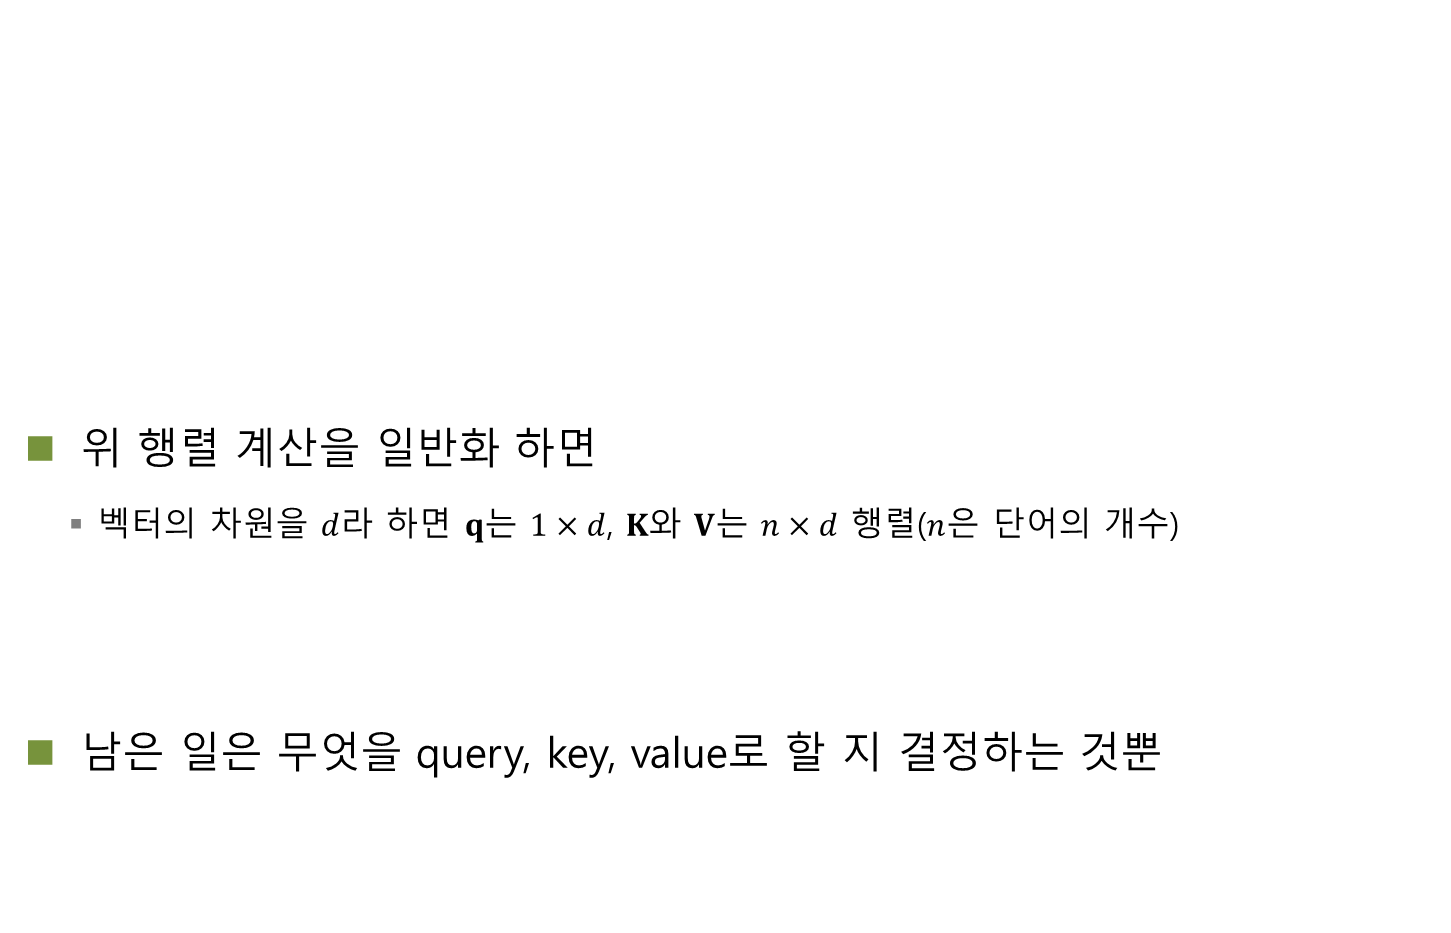 위 행렬 계산을 일반화 하면
벡터의 차원을 d라 하면 q는 1 × d, K와 V는 n × d 행렬(n은 단어의 개수)
남은 일은 무엇을 query, key, value로 할 지 결정하는 것뿐